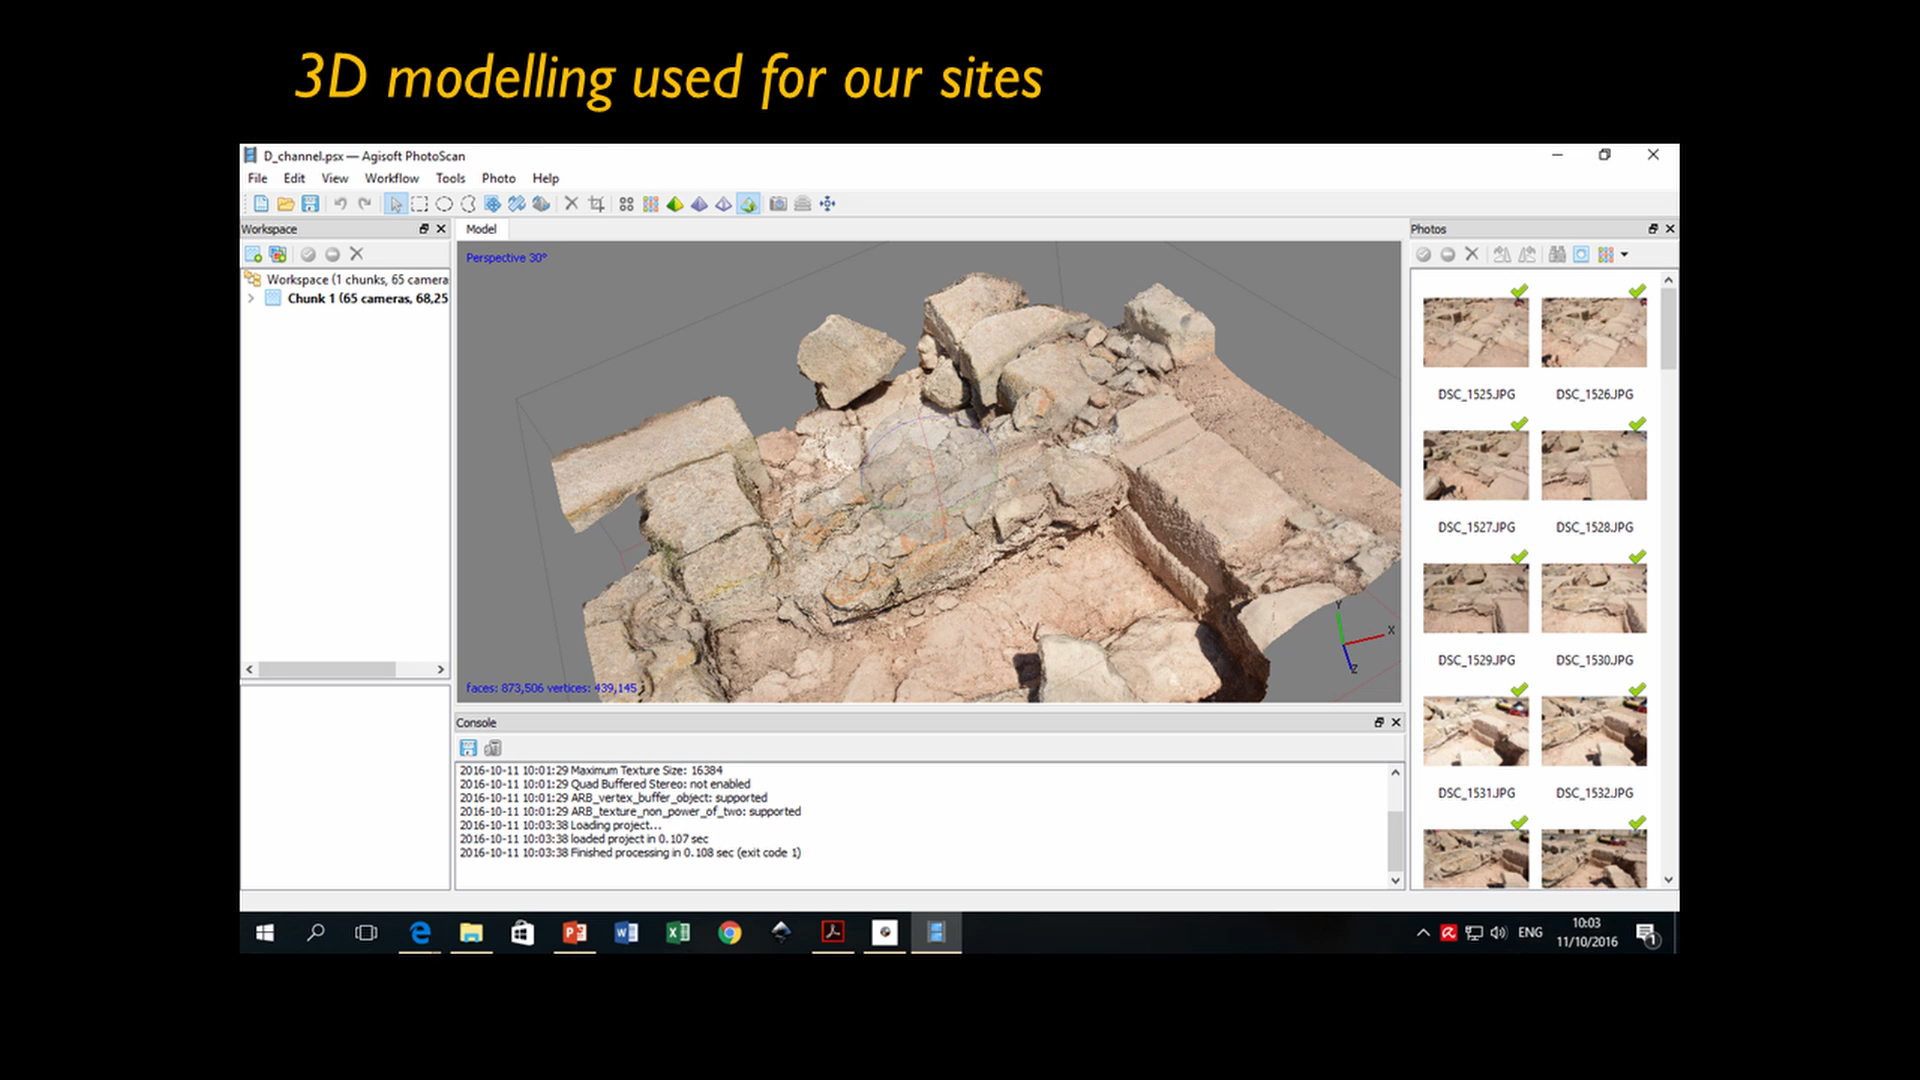 3D modelling used for our sites
D_channel.psx — Agisoft PhotoScan
File Edit View Workflow Tools Photo Help
Workspace
Workspace (1 chunks, 65 camera
Chunk 1 (65 cameras, 68,25
Model
Perspective 30°
X
Y
Z
faces: 873,506 vertices: 439,145
Console
2016-10-11 10:01:29 Maximum Texture Size: 16384
2016-10-11 10:01:29 Quad Buffered Stereo: not enabled
2016-10-11 10:01:29 ARB_vertex_buffer_object: supported
2016-10-11 10:01:29 ARB_texture_non_power_of_two: supported
2016-10-11 10:03:38 Loading project...
2016-10-11 10:03:38 loaded project in 0.107 sec
2016-10-11 10:03:38 Finished processing in 0.108 sec (exit code 1)
Photos
DSC_1525.JPG DSC_1526.JPG
DSC_1527.JPG DSC_1528.JPG
DSC_1529.JPG DSC_1530.JPG
DSC_1531.JPG DSC_1532.JPG
ENG
10:03
11/10/2016
1